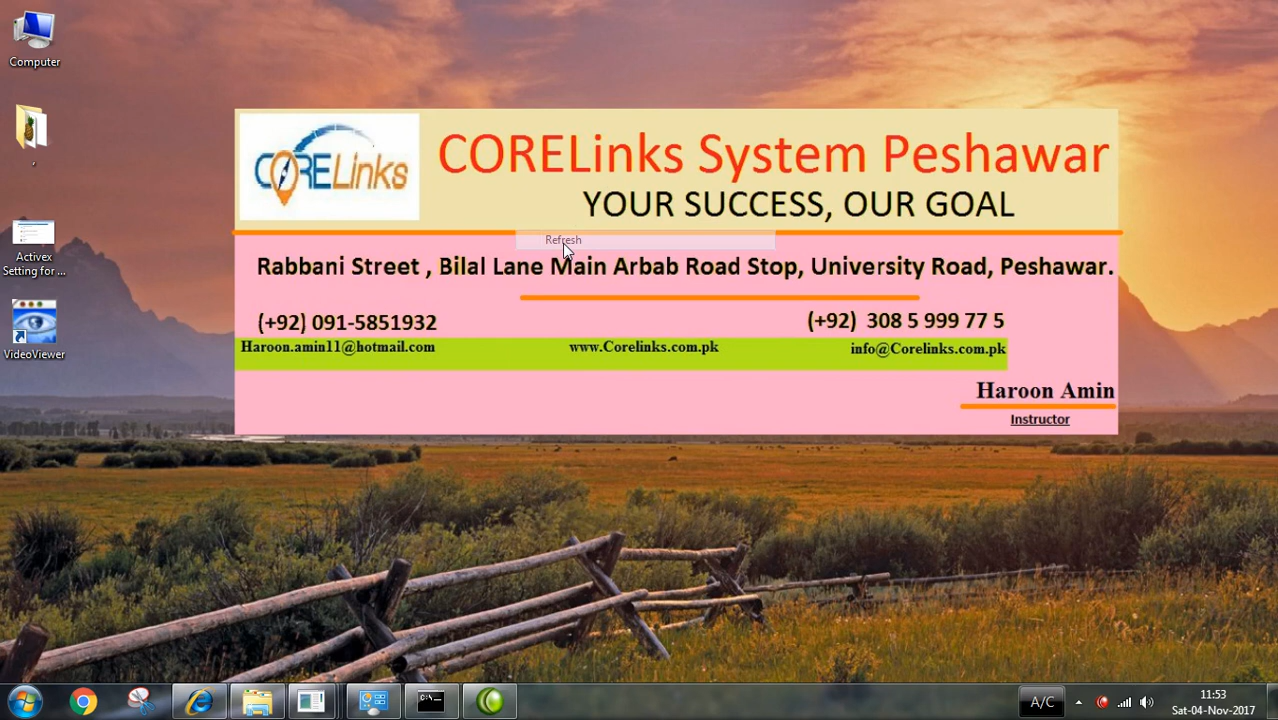 Computer
.
Activex
Setting for ...
VideoViewer
CORELinks
CORELinks System Peshawar
YOUR SUCCESS, OUR GOAL
Refresh
Rabbani Street , Bilal Lane Main Arbab Road Stop, University Road, Peshawar.
(+92) 091-5851932
(+92) 308 5 999 77 5
Haroon.amin11@hotmail.com
www.Corelinks.com.pk
info@Corelinks.com.pk
Haroon Amin
Instructor
C:\
A/C
11:53
Sat-04-Nov-2017